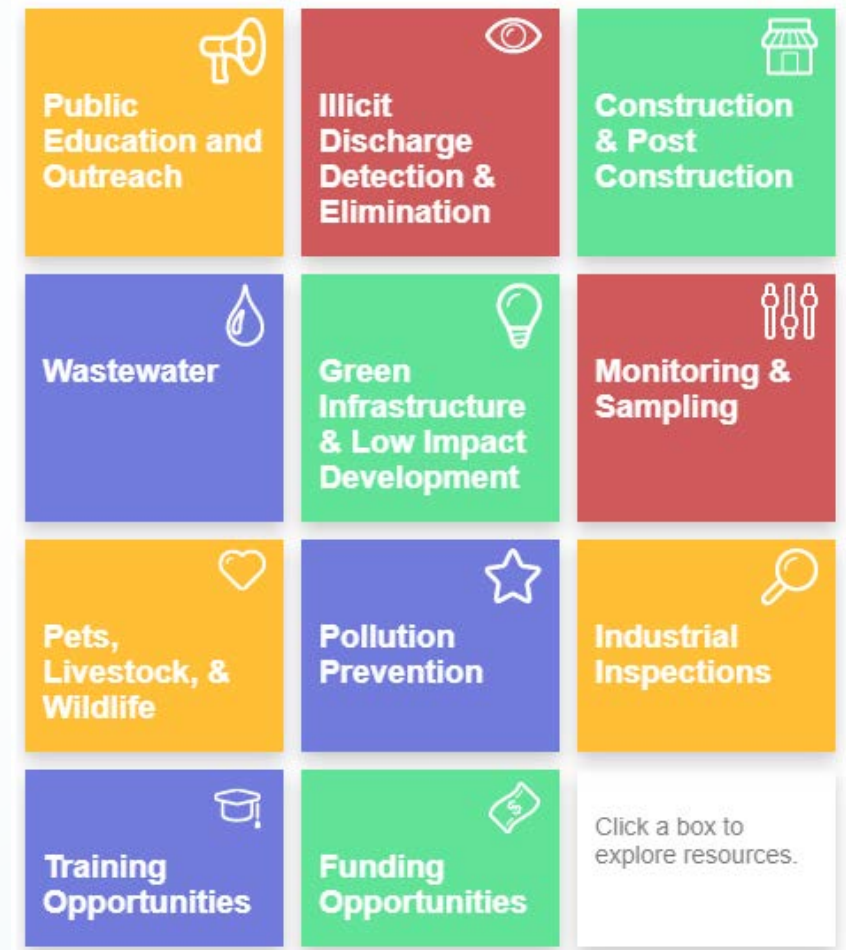 Public
Education and
Outreach
Illicit
Discharge
Detection &
Elimination
Construction
& Post
Construction
Wastewater
Green
Infrastructure
& Low Impact
Development
Monitoring &
Sampling
Pets,
Livestock, &
Wildlife
Pollution
Prevention
Industrial
Inspections
Training
Opportunities
Funding
Opportunities
Click a box to
explore resources.